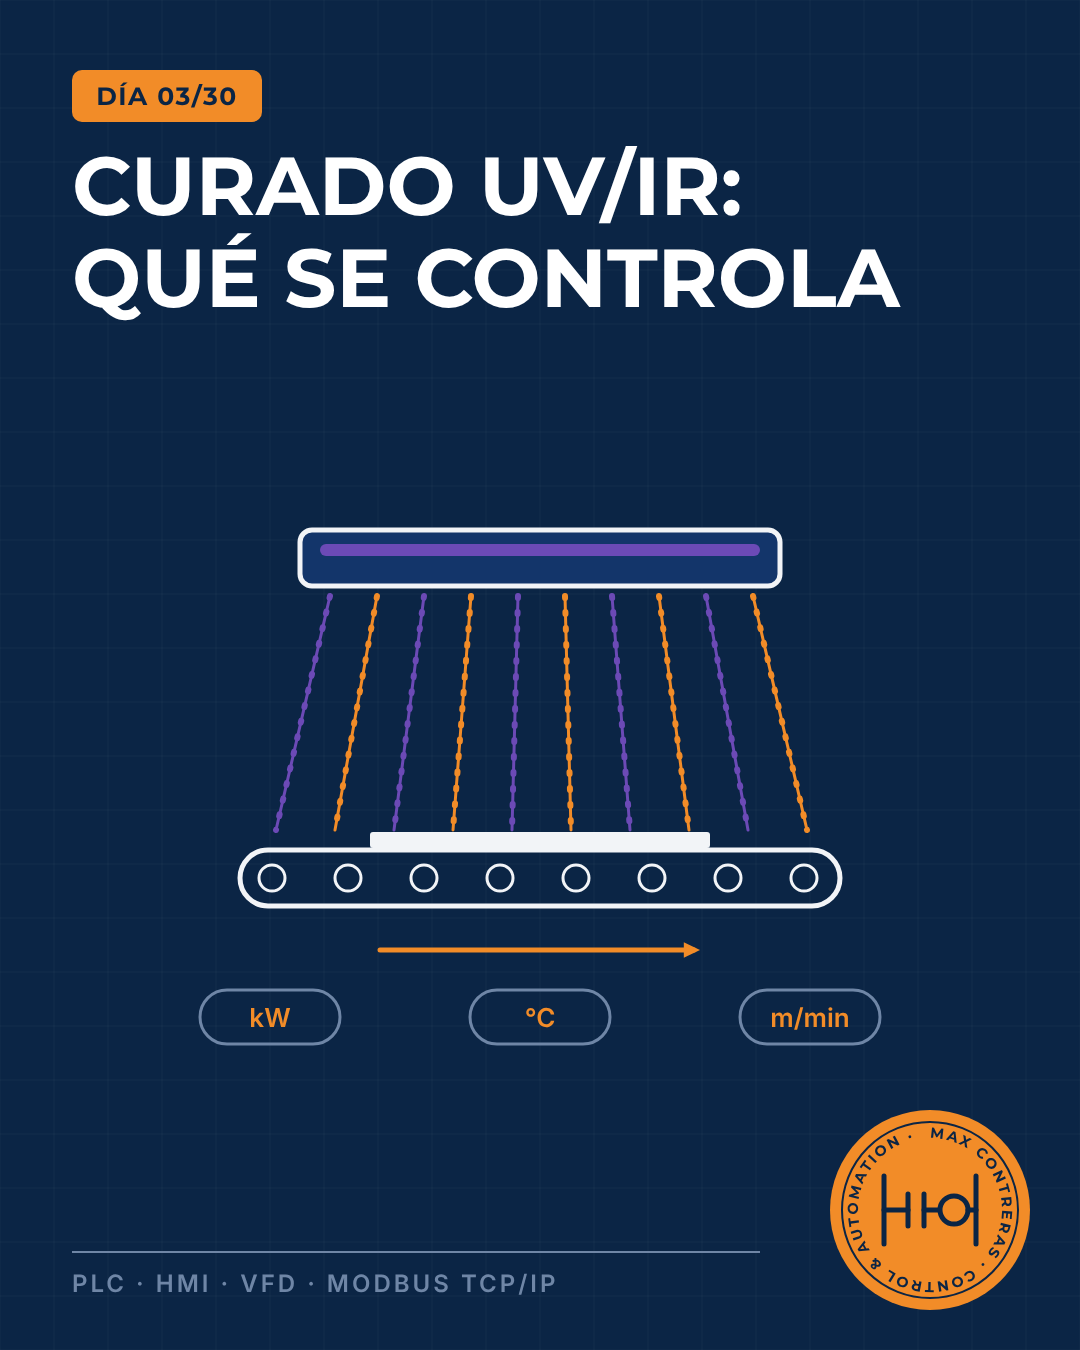 DÍA 03/30
CURADO UV/IR:
QUÉ SE CONTROLA
kW
°C
m/min
MAX CONTRERAS · CONTROL & AUTOMATION ·
PLC · HMI · VFD · MODBUS TCP/IP